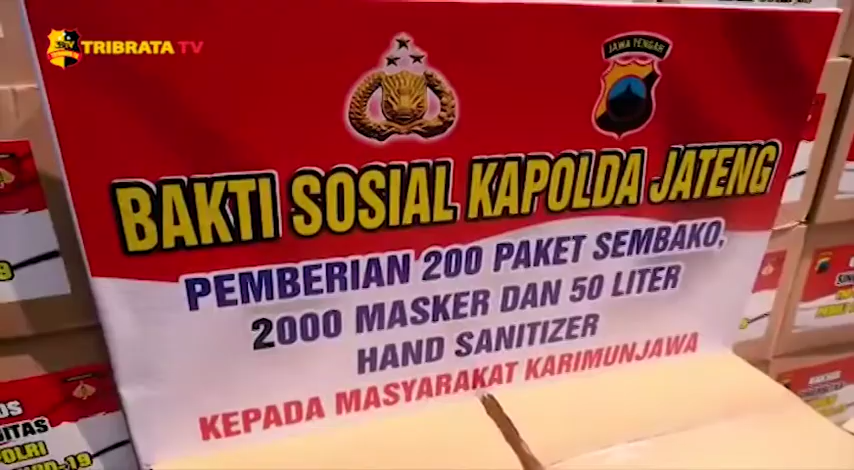 TRIBRATA TV
JAWA TENGAH
BAKTI SOSIAL KAPOLDA JATENG
PEMBERIAN 200 PAKET SEMBAKO,
2000 MASKER DAN 50 LITER
HAND SANITIZER
KEPADA MASYARAKAT KARIMUNJAWA